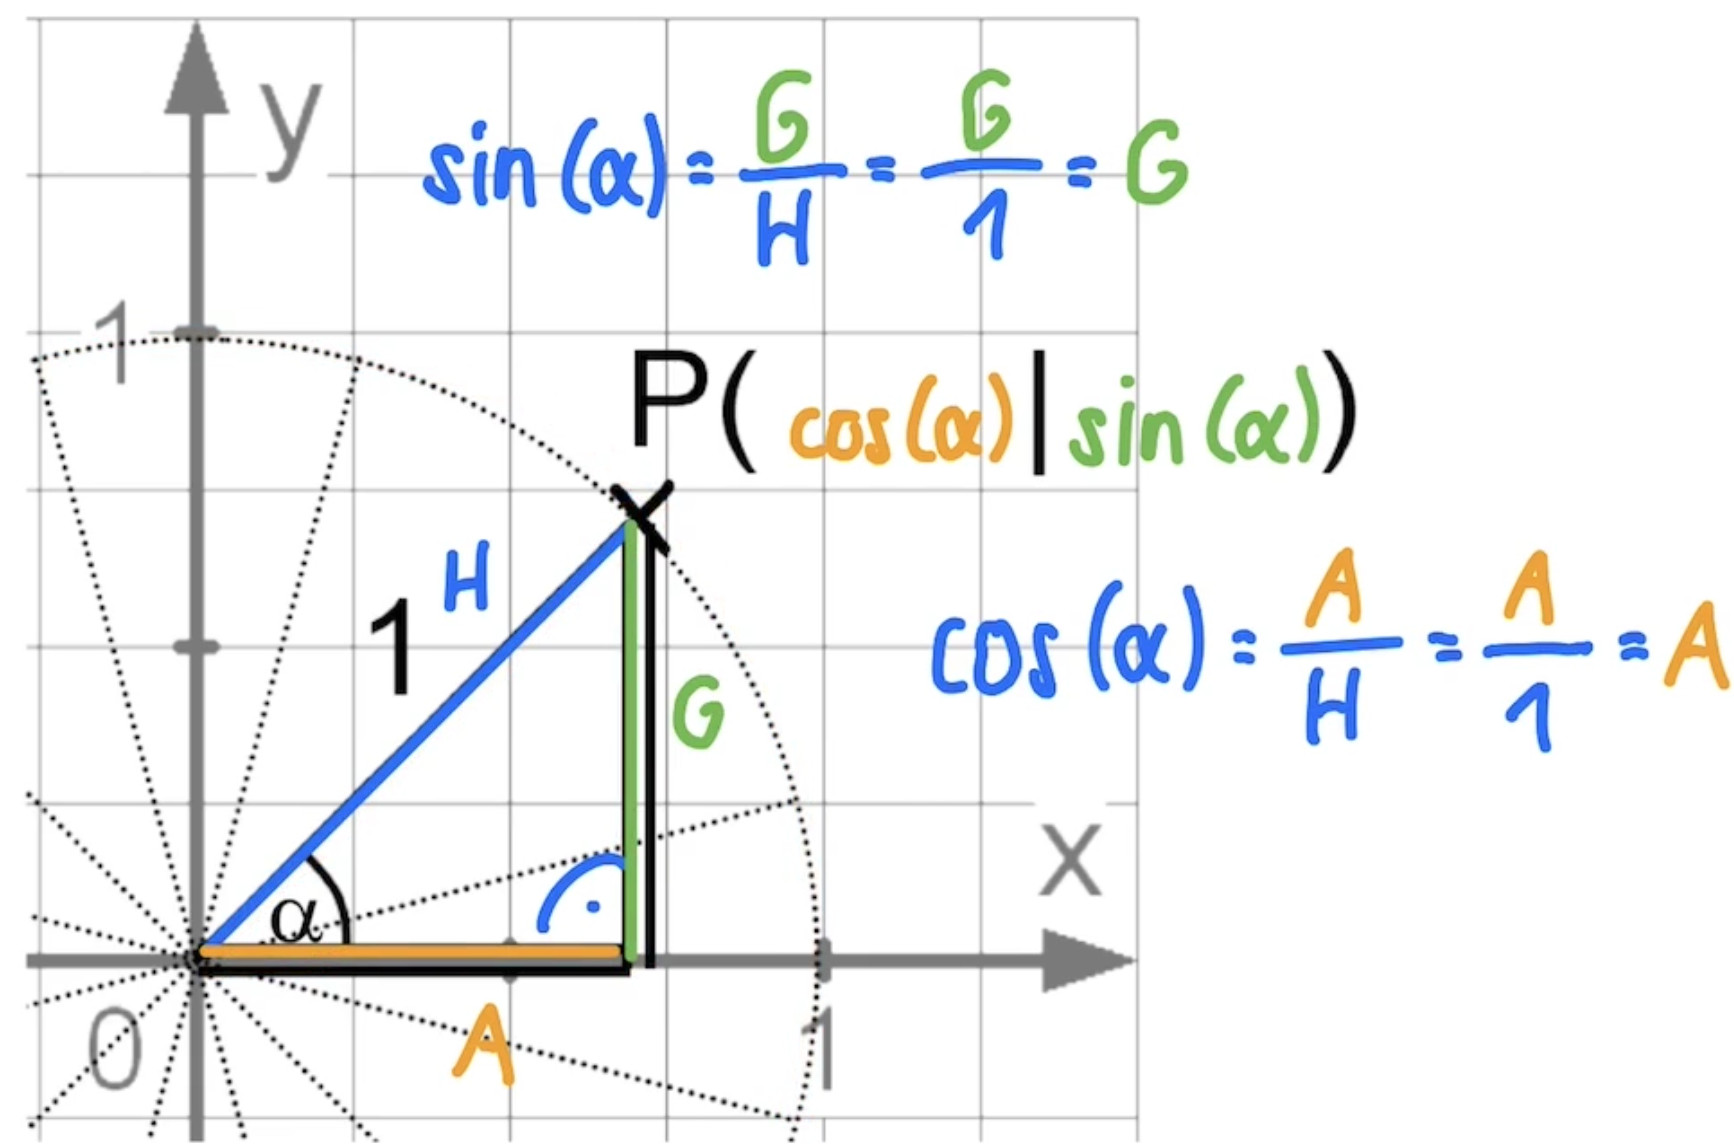 y
sin(α) = G/H = G/1 = G
1
P( cos(α) | sin(α) )
1 H
G
cos(α) = A/H = A/1 = A
x
α
0 A 1